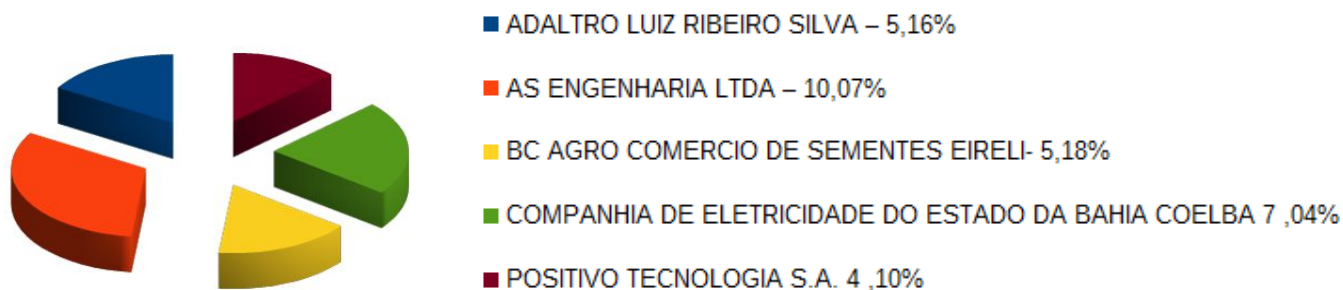 ADALTRO LUIZ RIBEIRO SILVA – 5,16%
AS ENGENHARIA LTDA – 10,07%
BC AGRO COMERCIO DE SEMENTES EIRELI- 5,18%
COMPANHIA DE ELETRICIDADE DO ESTADO DA BAHIA COELBA 7 ,04%
POSITIVO TECNOLOGIA S.A. 4 ,10%